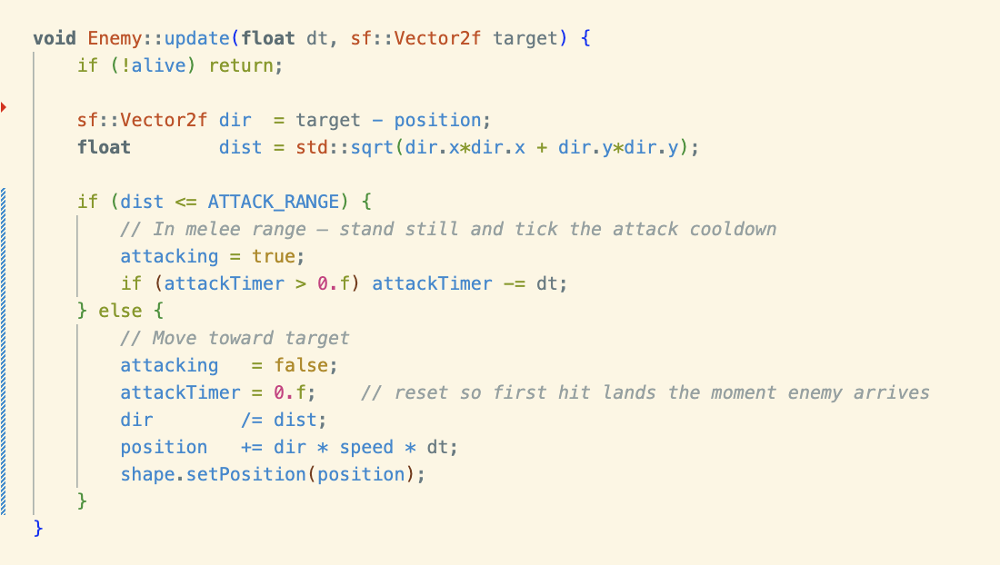 void Enemy::update(float dt, sf::Vector2f target) {
    if (!alive) return;
    sf::Vector2f dir  = target - position;
    float        dist = std::sqrt(dir.x*dir.x + dir.y*dir.y);
    if (dist <= ATTACK_RANGE) {
        // In melee range — stand still and tick the attack cooldown
        attacking = true;
        if (attackTimer > 0.f) attackTimer -= dt;
    } else {
        // Move toward target
        attacking   = false;
        attackTimer = 0.f;    // reset so first hit lands the moment enemy arrives
        dir        /= dist;
        position   += dir * speed * dt;
        shape.setPosition(position);
    }
}